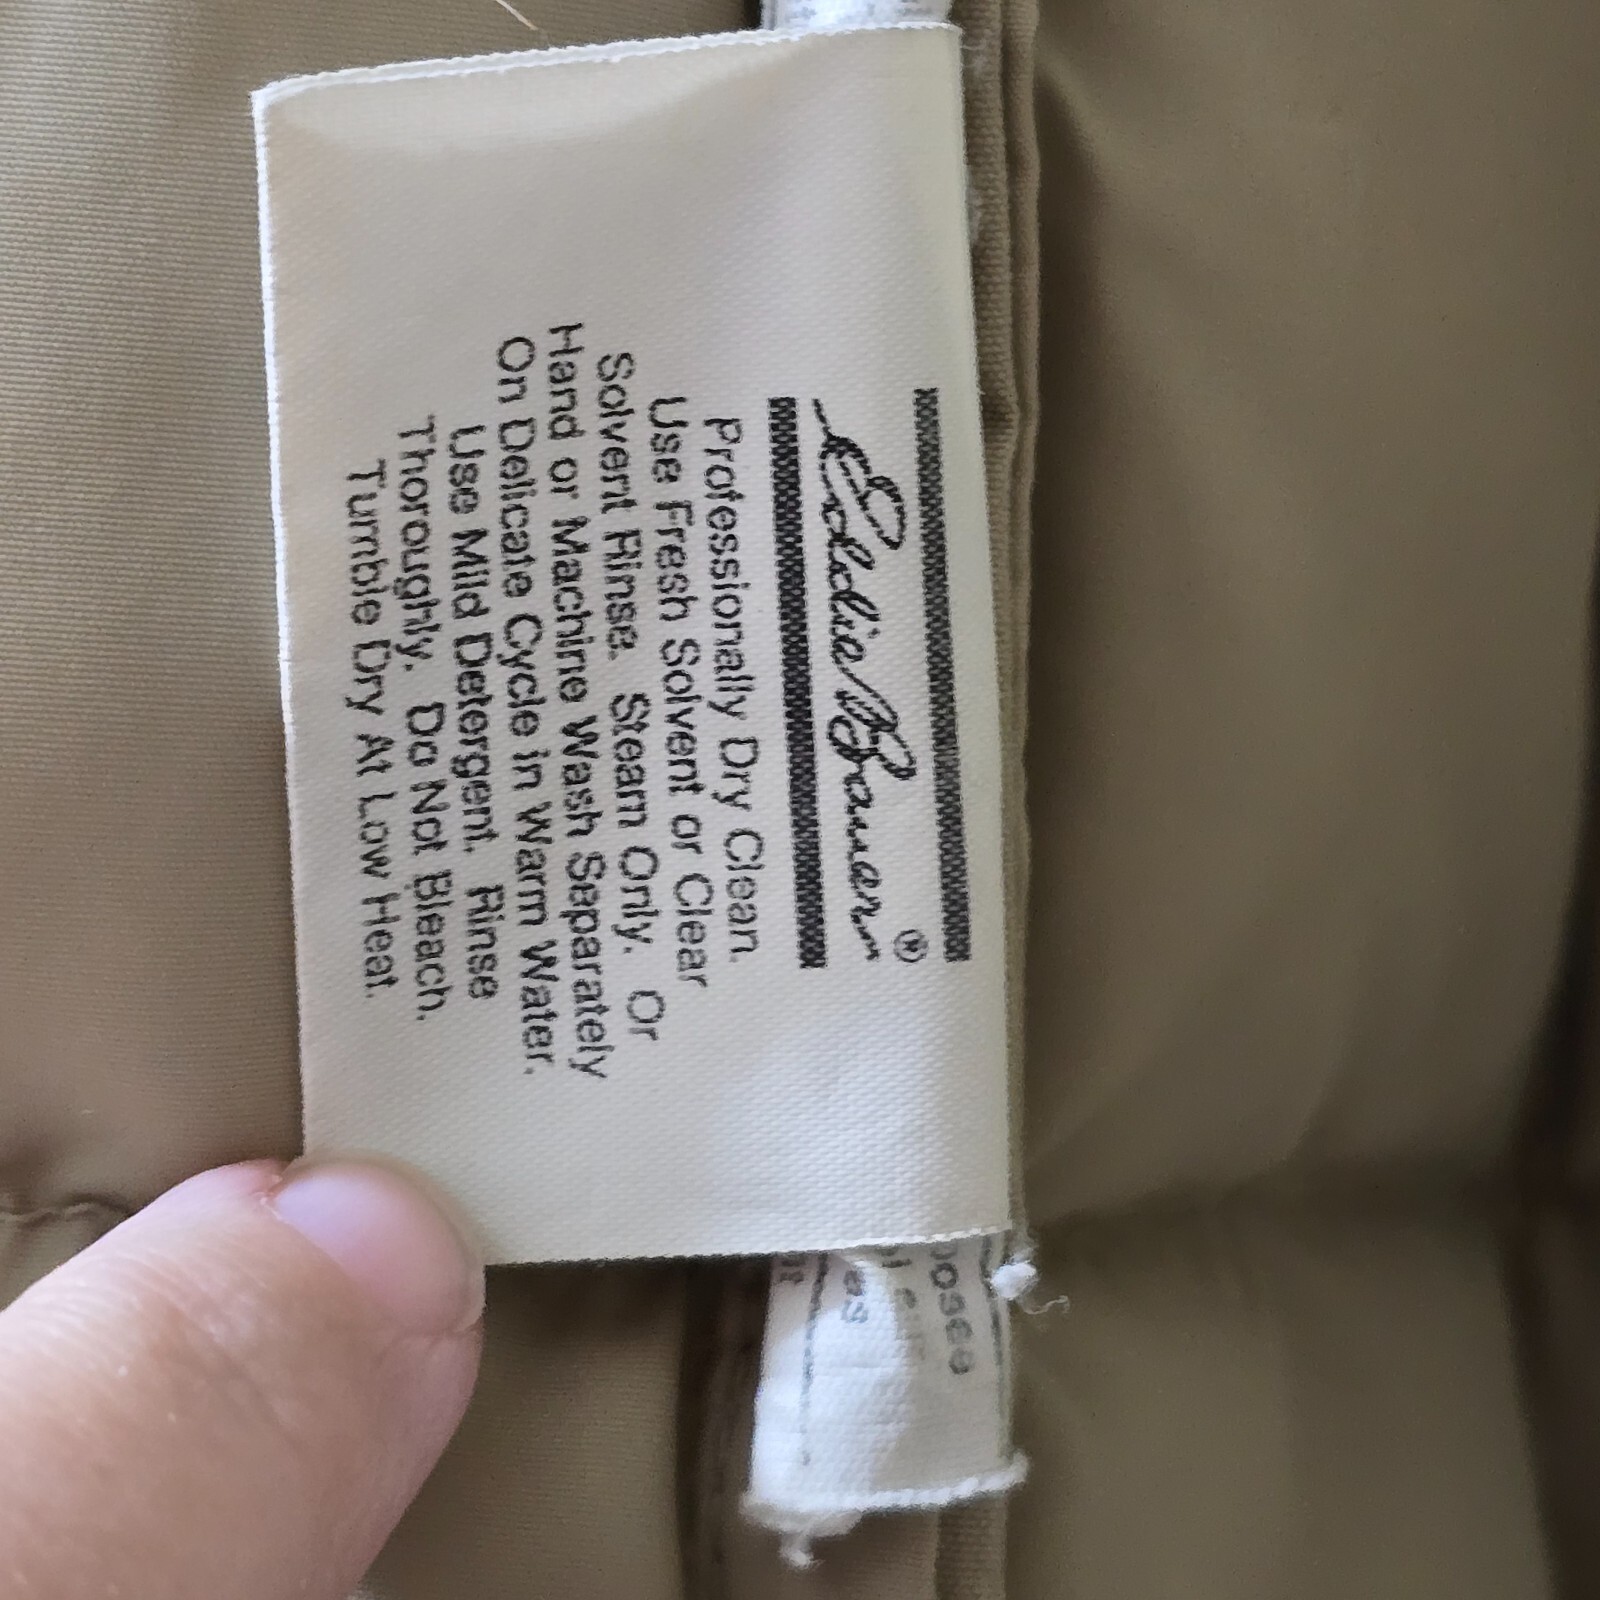 Eddie Bauer
®
Professionally Dry Clean.
Use Fresh Solvent or Clear
Solvent Rinse. Steam Only. Or
Hand or Machine Wash Separately
On Delicate Cycle in Warm Water.
Use Mild Detergent. Rinse
Thoroughly. Do Not Bleach.
Tumble Dry At Low Heat.